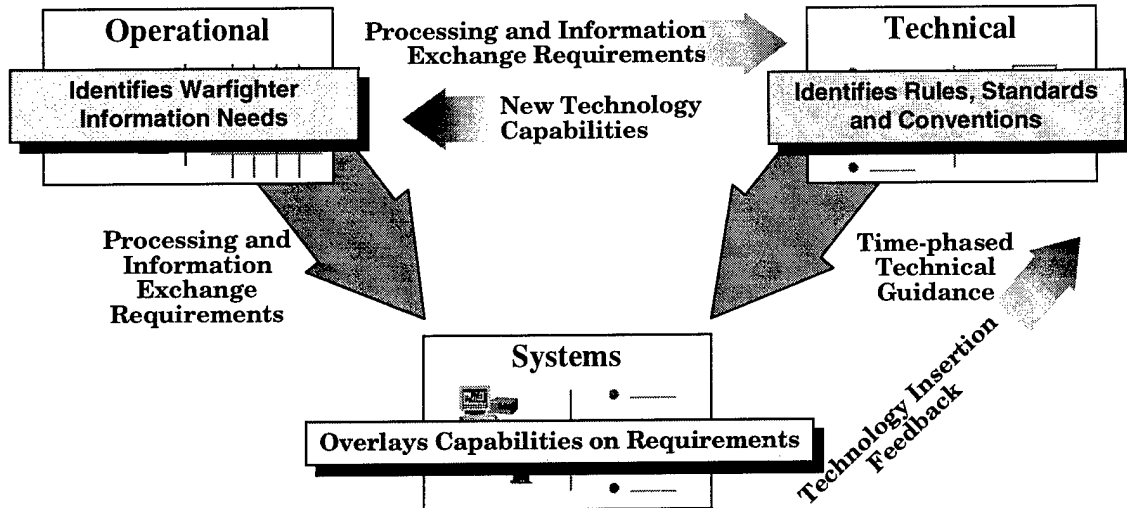 Operational
Identifies Warfighter
Information Needs
Processing and Information
Exchange Requirements
New Technology
Capabilities
Technical
Identifies Rules, Standards
and Conventions
Processing and
Information
Exchange
Requirements
Time-phased
Technical
Guidance
Technology Insertion
Feedback
Systems
Overlays Capabilities on Requirements